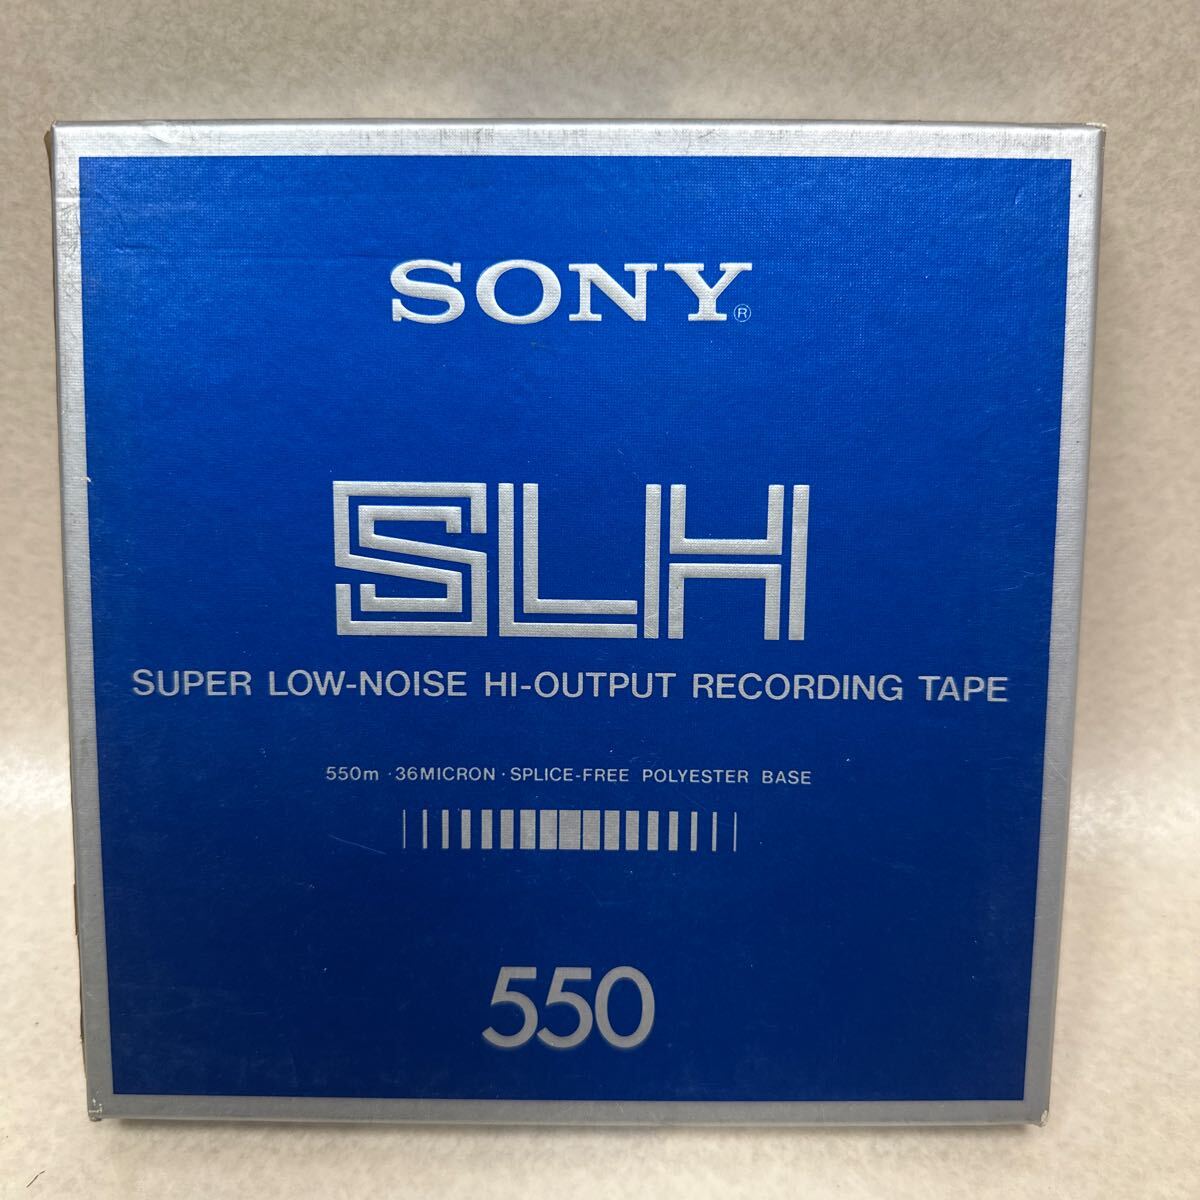 SONY®
SLH
SUPER LOW-NOISE HI-OUTPUT RECORDING TAPE
550m · 36MICRON · SPLICE-FREE POLYESTER BASE
550